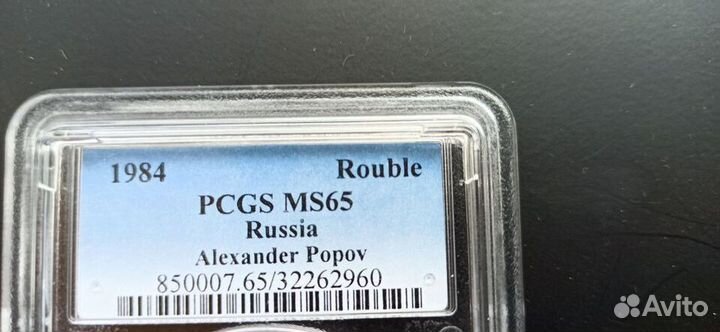 1984 Rouble
PCGS MS65
Russia
Alexander Popov
850007.65/32262960
Avito